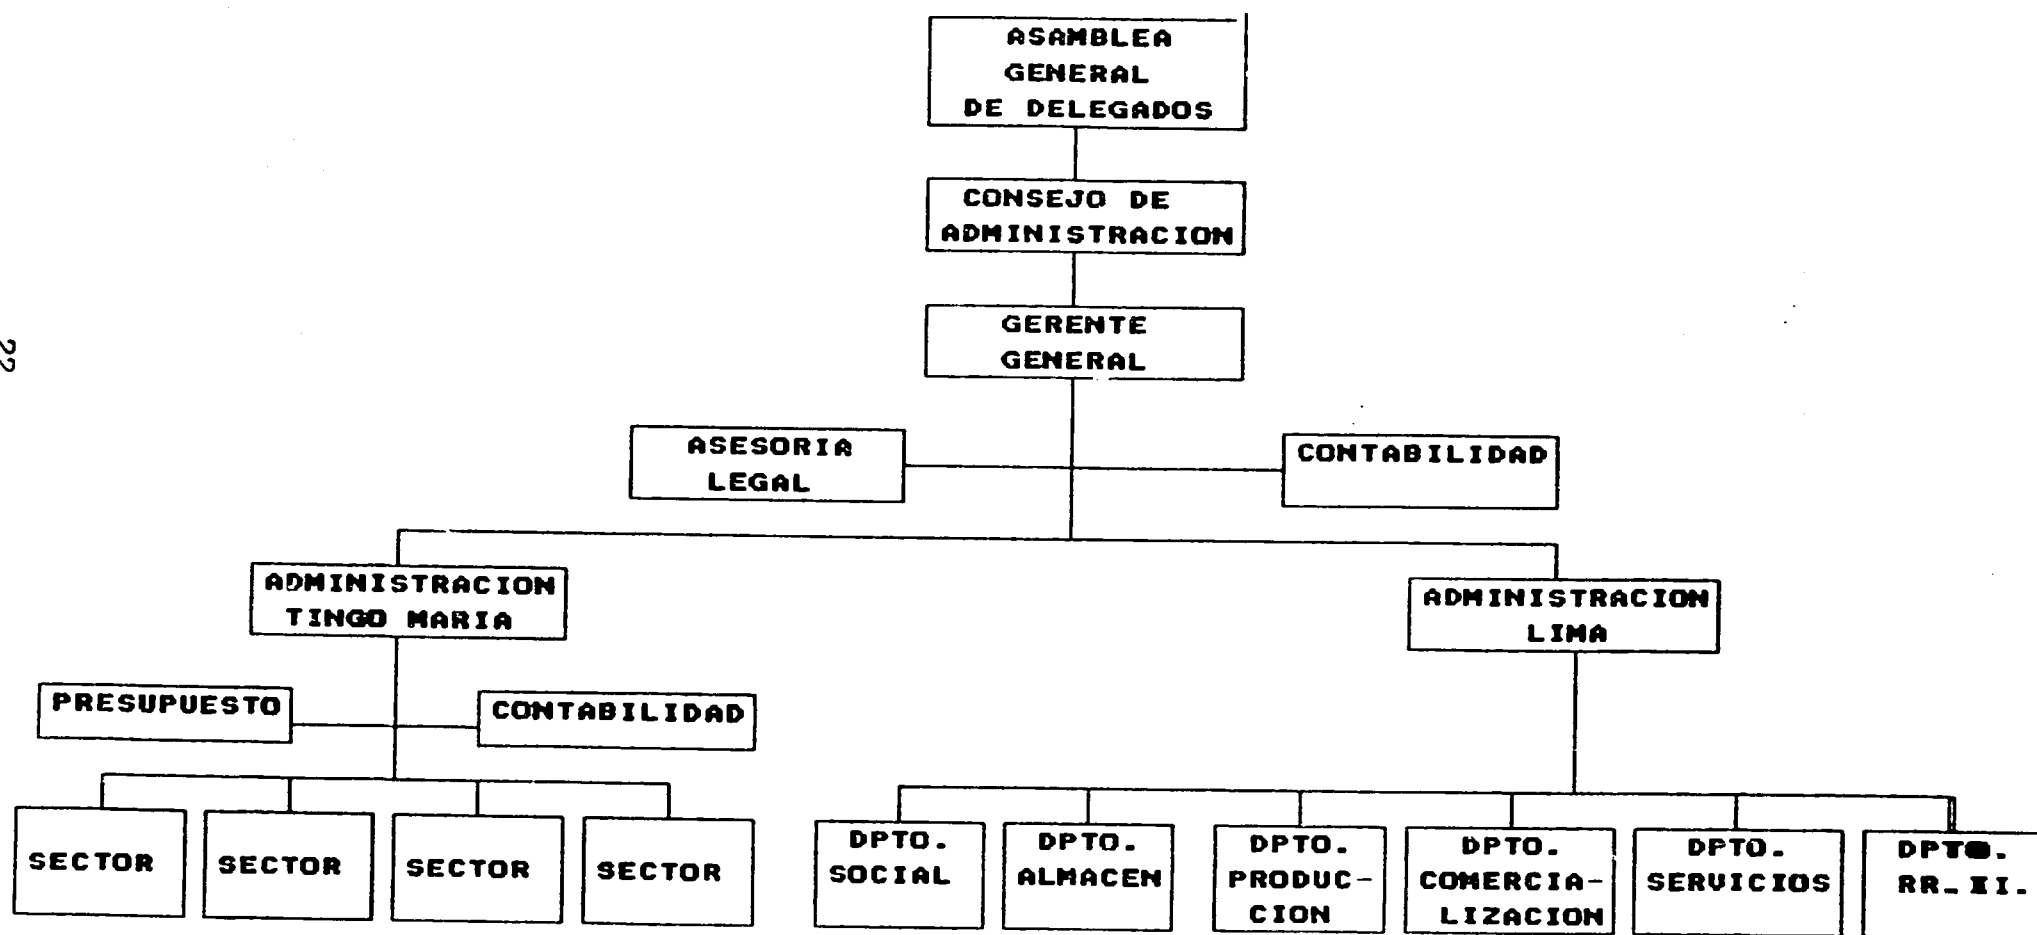 ASAMBLEA
GENERAL
DE DELEGADOS
CONSEJO DE
ADMINISTRACION
GERENTE
GENERAL
ASESORIA
LEGAL
CONTABILIDAD
ADMINISTRACION
TINGO MARIA
ADMINISTRACION
LIMA
PRESUPUESTO
CONTABILIDAD
SECTOR
SECTOR
SECTOR
SECTOR
DPTO.
SOCIAL
DPTO.
ALMACEN
DPTO.
PRODUC-
CION
DPTO.
COMERCIA-
LIZACION
DPTO.
SERVICIOS
DPTO.
22